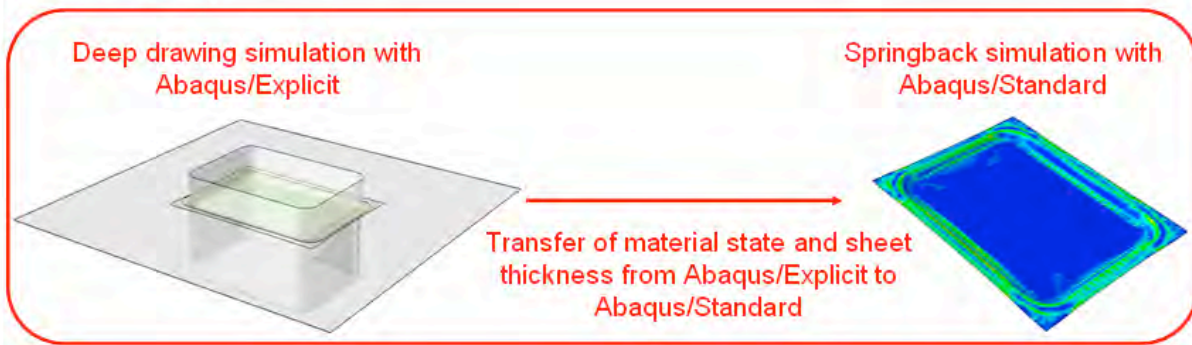 Deep drawing simulation with
Abaqus/Explicit
Springback simulation with
Abaqus/Standard
Transfer of material state and sheet
thickness from Abaqus/Explicit to
Abaqus/Standard